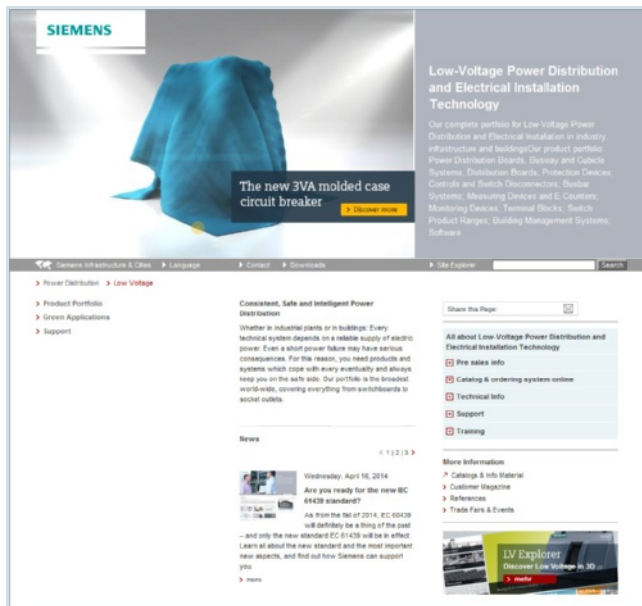 SIEMENS
Low-Voltage Power Distribution
and Electrical Installation
Technology
Our complete portfolio for Low-Voltage Power
Distribution and Electrical Installation in industry,
infrastructure and buildingsOur product portfolio
Power Distribution Boards, Busway and Cubicle
Systems, Distribution Boards; Protection Devices;
Controls and Switch Disconnectors; Busbar
Systems; Measuring Devices and E-Counters;
Monitoring Devices, Terminal Blocks; Switch
Product Ranges; Building Management Systems;
Software
The new 3VA molded case
circuit breaker
Discover more
Siemens Infrastructure & Cities Language Contact Downloads Site Explorer Search
Power Distribution Low Voltage
Product Portfolio
Green Applications
Support
Consistent, Safe and Intelligent Power
Distribution
Whether in industrial plants or in buildings: Every
technical system depends on a reliable supply of electric
power. Even a short power failure may have serious
consequences. For this reason, you need products and
systems which cope with every eventuality and always
keep you on the safe side. Our portfolio is the broadest
world-wide, covering everything from switchboards to
socket outlets.
News
1 | 2 | 3
Wednesday, April 16, 2014
Are you ready for the new IEC
61439 standard?
As from the fall of 2014, EC 60439
will definitely be a thing of the past
– and only the new standard EC 61439 will be in effect.
Learn all about the new standard and the most important
new aspects, and find out how Siemens can support
you.
more
Share this Page:
All about Low-Voltage Power Distribution and
Electrical Installation Technology
Pre sales info
Catalog & ordering system online
Technical Info
Support
Training
More Information
Catalogs & Info Material
Customer Magazine
References
Trade Fairs & Events
LV Explorer
Discover Low Voltage in 3D
mehr